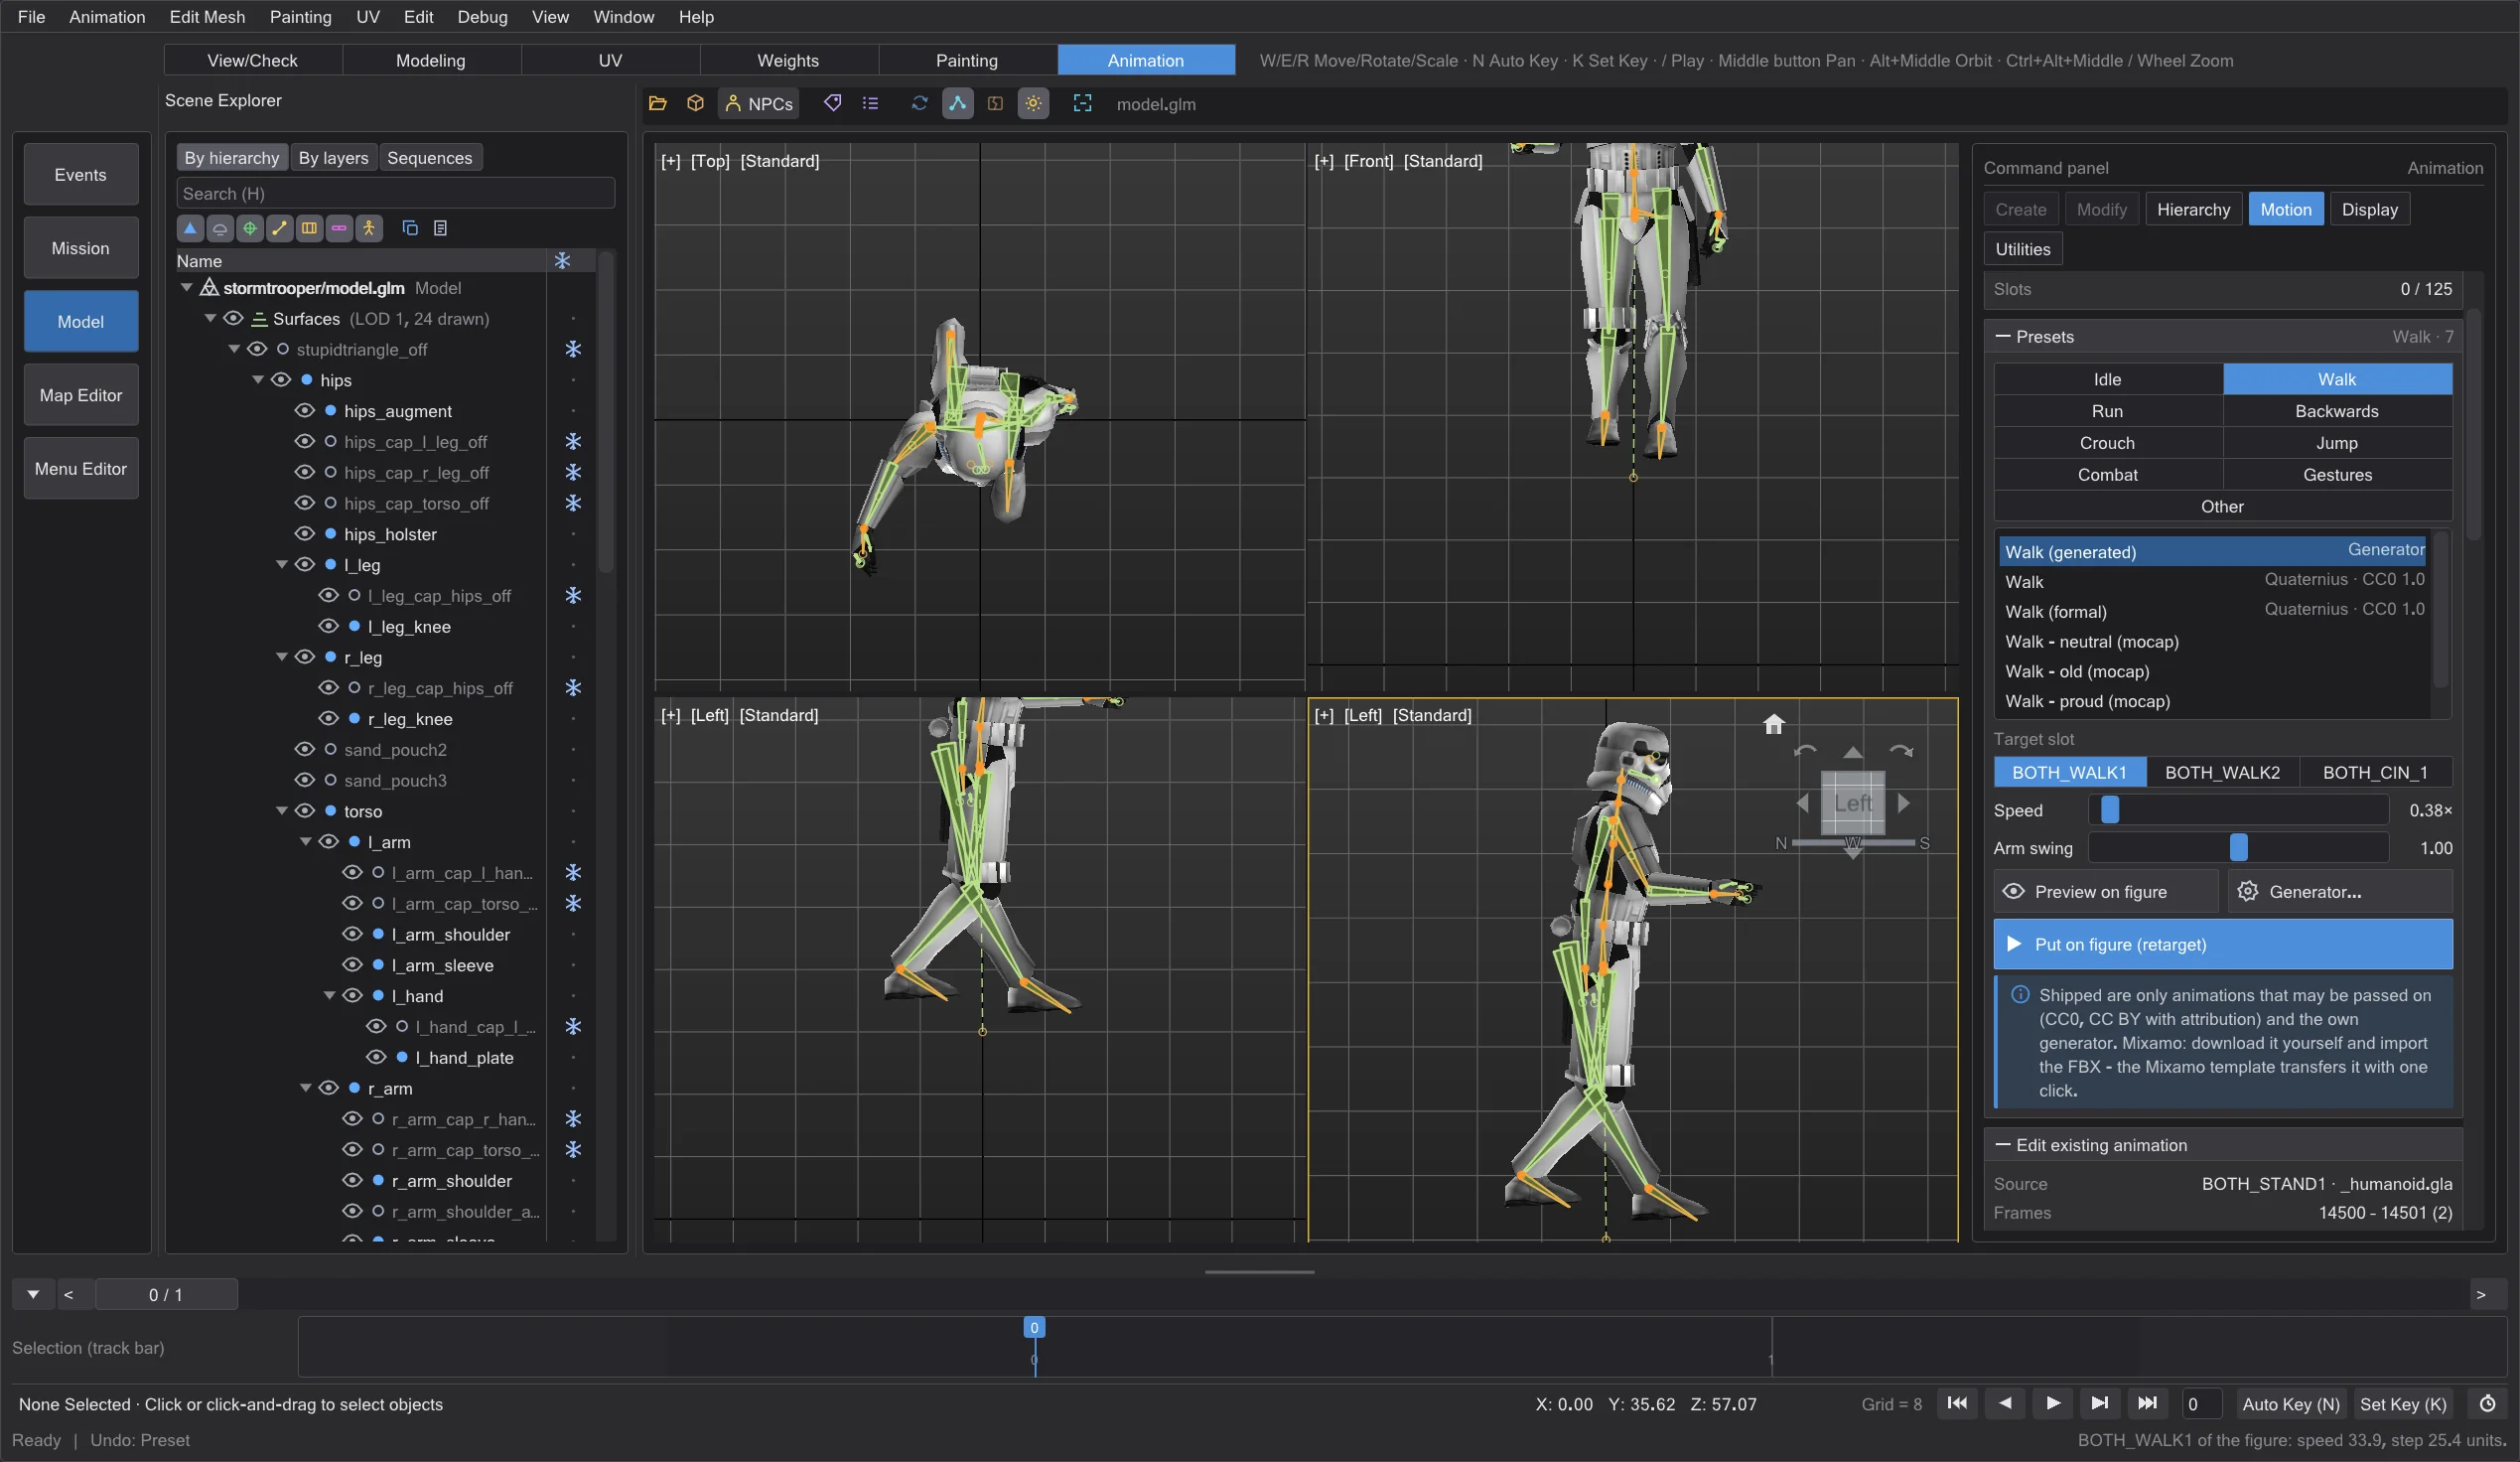 File Animation Edit Mesh Painting UV Edit Debug View Window Help
View/Check Modeling UV Weights Painting Animation W/E/R Move/Rotate/Scale · N Auto Key · K Set Key · / Play · Middle button Pan · Alt+Middle Orbit · Ctrl+Alt+Middle / Wheel Zoom
Scene Explorer
NPCs model.glm
Events
Mission
Model
Map Editor
Menu Editor
By hierarchy By layers Sequences
Search (H)
Name
stormtrooper/model.glm Model
Surfaces (LOD 1, 24 drawn)
stupidtriangle_off
hips
hips_augment
hips_cap_l_leg_off
hips_cap_r_leg_off
hips_cap_torso_off
hips_holster
l_leg
l_leg_cap_hips_off
l_leg_knee
r_leg
r_leg_cap_hips_off
r_leg_knee
sand_pouch2
sand_pouch3
torso
l_arm
l_arm_cap_l_han...
l_arm_cap_torso_...
l_arm_shoulder
l_arm_sleeve
l_hand
l_hand_cap_l_...
l_hand_plate
r_arm
r_arm_cap_r_han...
r_arm_cap_torso_...
r_arm_shoulder
r_arm_shoulder_a...
[+] [Top] [Standard]
[+] [Front] [Standard]
[+] [Left] [Standard]
[+] [Left] [Standard]
Left
N W S
Command panel Animation
Create Modify Hierarchy Motion Display
Utilities
Slots 0 / 125
Presets Walk · 7
Idle Walk
Run Backwards
Crouch Jump
Combat Gestures
Other
Walk (generated) Generator
Walk Quaternius · CC0 1.0
Walk (formal) Quaternius · CC0 1.0
Walk - neutral (mocap)
Walk - old (mocap)
Walk - proud (mocap)
Target slot
BOTH_WALK1 BOTH_WALK2 BOTH_CIN_1
Speed 0.38×
Arm swing 1.00
Preview on figure Generator...
Put on figure (retarget)
Shipped are only animations that may be passed on
(CC0, CC BY with attribution) and the own
generator. Mixamo: download it yourself and import
the FBX - the Mixamo template transfers it with one
click.
Edit existing animation
Source BOTH_STAND1 · _humanoid.gla
Frames 14500 - 14501 (2)
< 0 / 1 >
Selection (track bar) 0
0 1
None Selected · Click or click-and-drag to select objects X: 0.00 Y: 35.62 Z: 57.07 Grid = 8 0 Auto Key (N) Set Key (K)
Ready | Undo: Preset BOTH_WALK1 of the figure: speed 33.9, step 25.4 units.